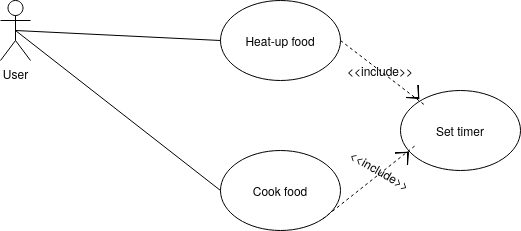 Heat-up food
User
<<include>>
Set timer
<<include>>
Cook food